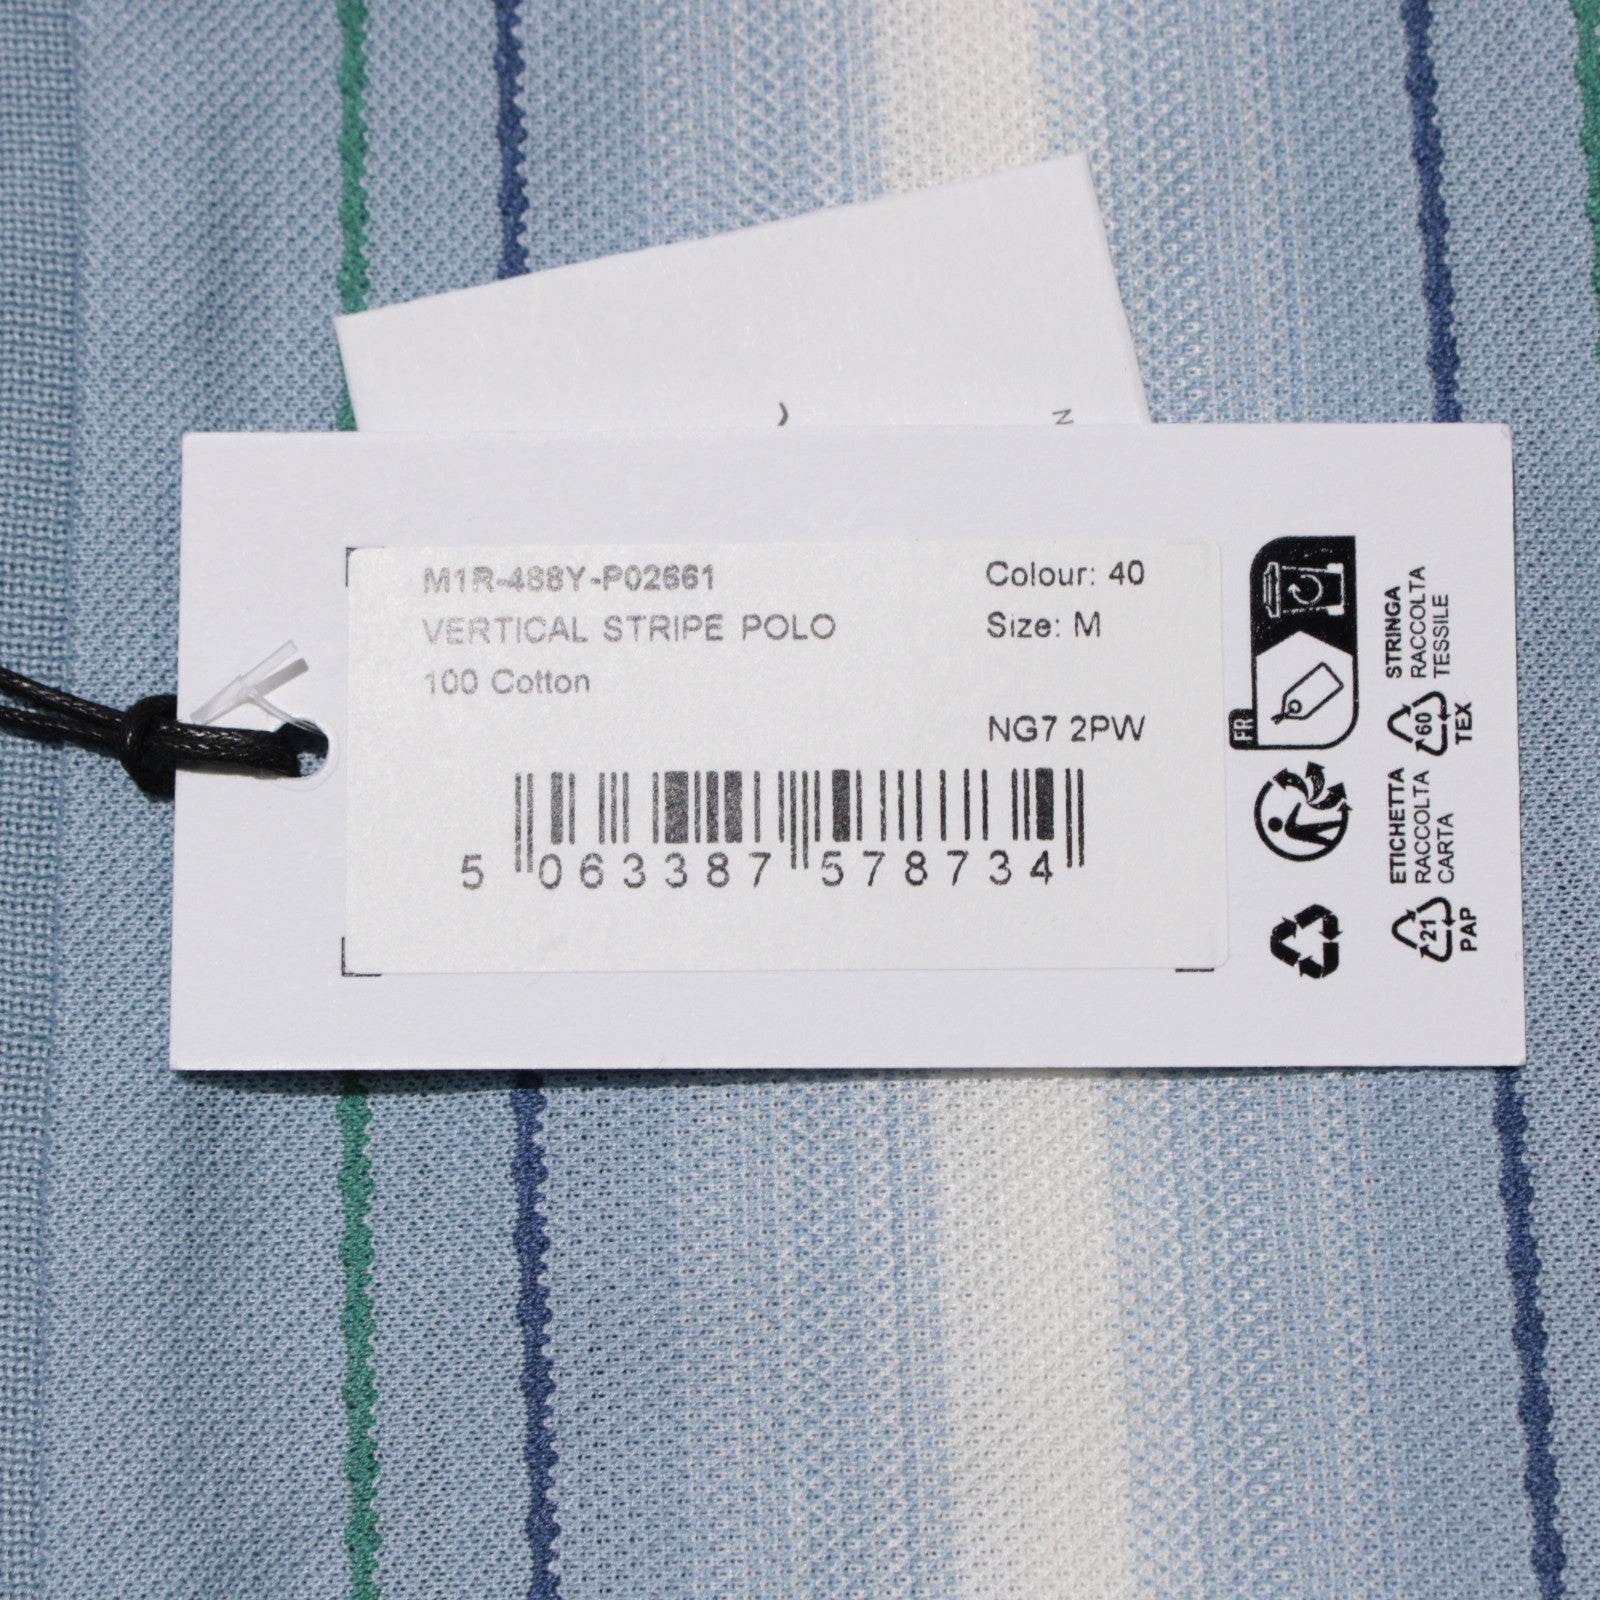 M1R-488Y-P02661
VERTICAL STRIPE POLO
100 Cotton
Colour: 40
Size: M
NG7 2PW
5 063387 578734
FR
STRINGA
RACCOLTA
TESSILE
60
TEX
ETICHETTA
RACCOLTA
CARTA
21
PAP
N